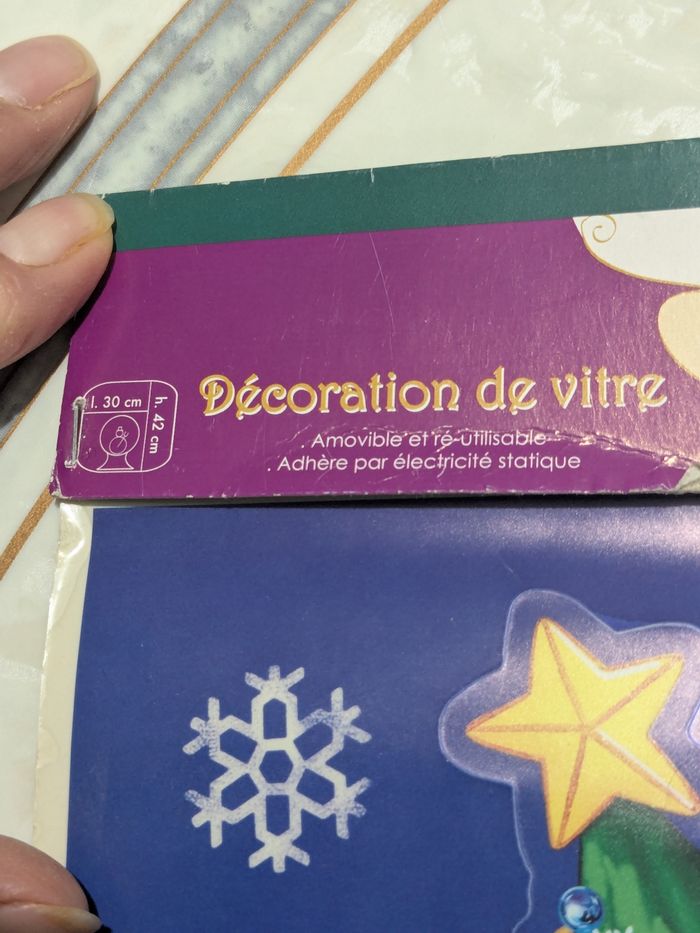 l. 30 cm
h. 42 cm
Décoration de vitre
. Amovible et ré-utilisable
. Adhère par électricité statique